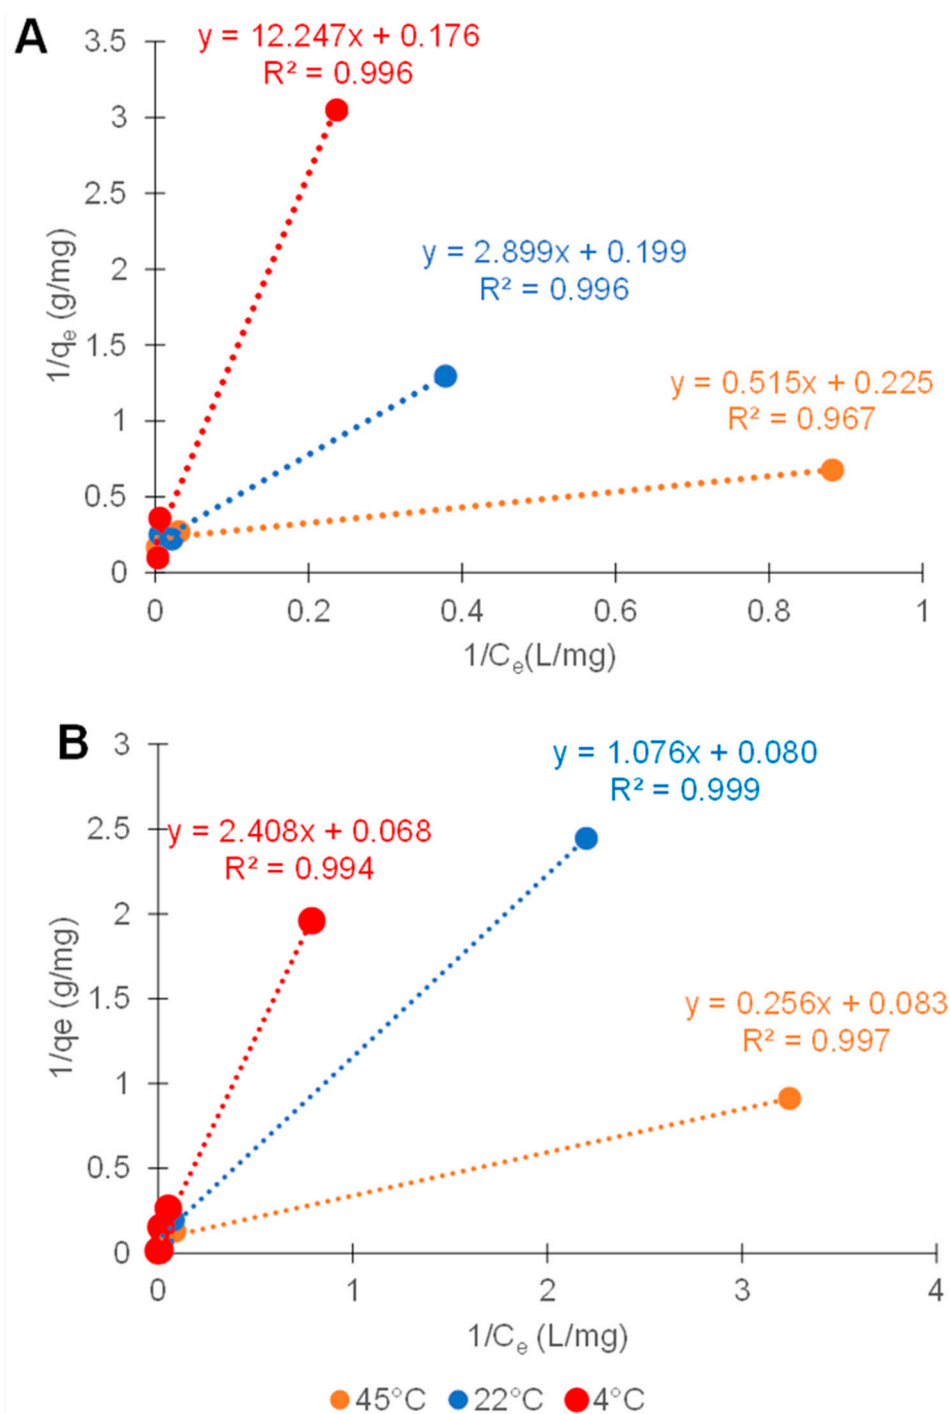 A
y = 12.247x + 0.176
R² = 0.996
y = 2.899x + 0.199
R² = 0.996
y = 0.515x + 0.225
R² = 0.967
3.5
3
2.5
2
1.5
1
0.5
0
1/qₑ (g/mg)
0 0.2 0.4 0.6 0.8 1
1/Cₑ(L/mg)
B
y = 1.076x + 0.080
R² = 0.999
y = 2.408x + 0.068
R² = 0.994
y = 0.256x + 0.083
R² = 0.997
3
2.5
2
1.5
1
0.5
0
1/qe (g/mg)
0 1 2 3 4
1/Cₑ (L/mg)
45°C 22°C 4°C